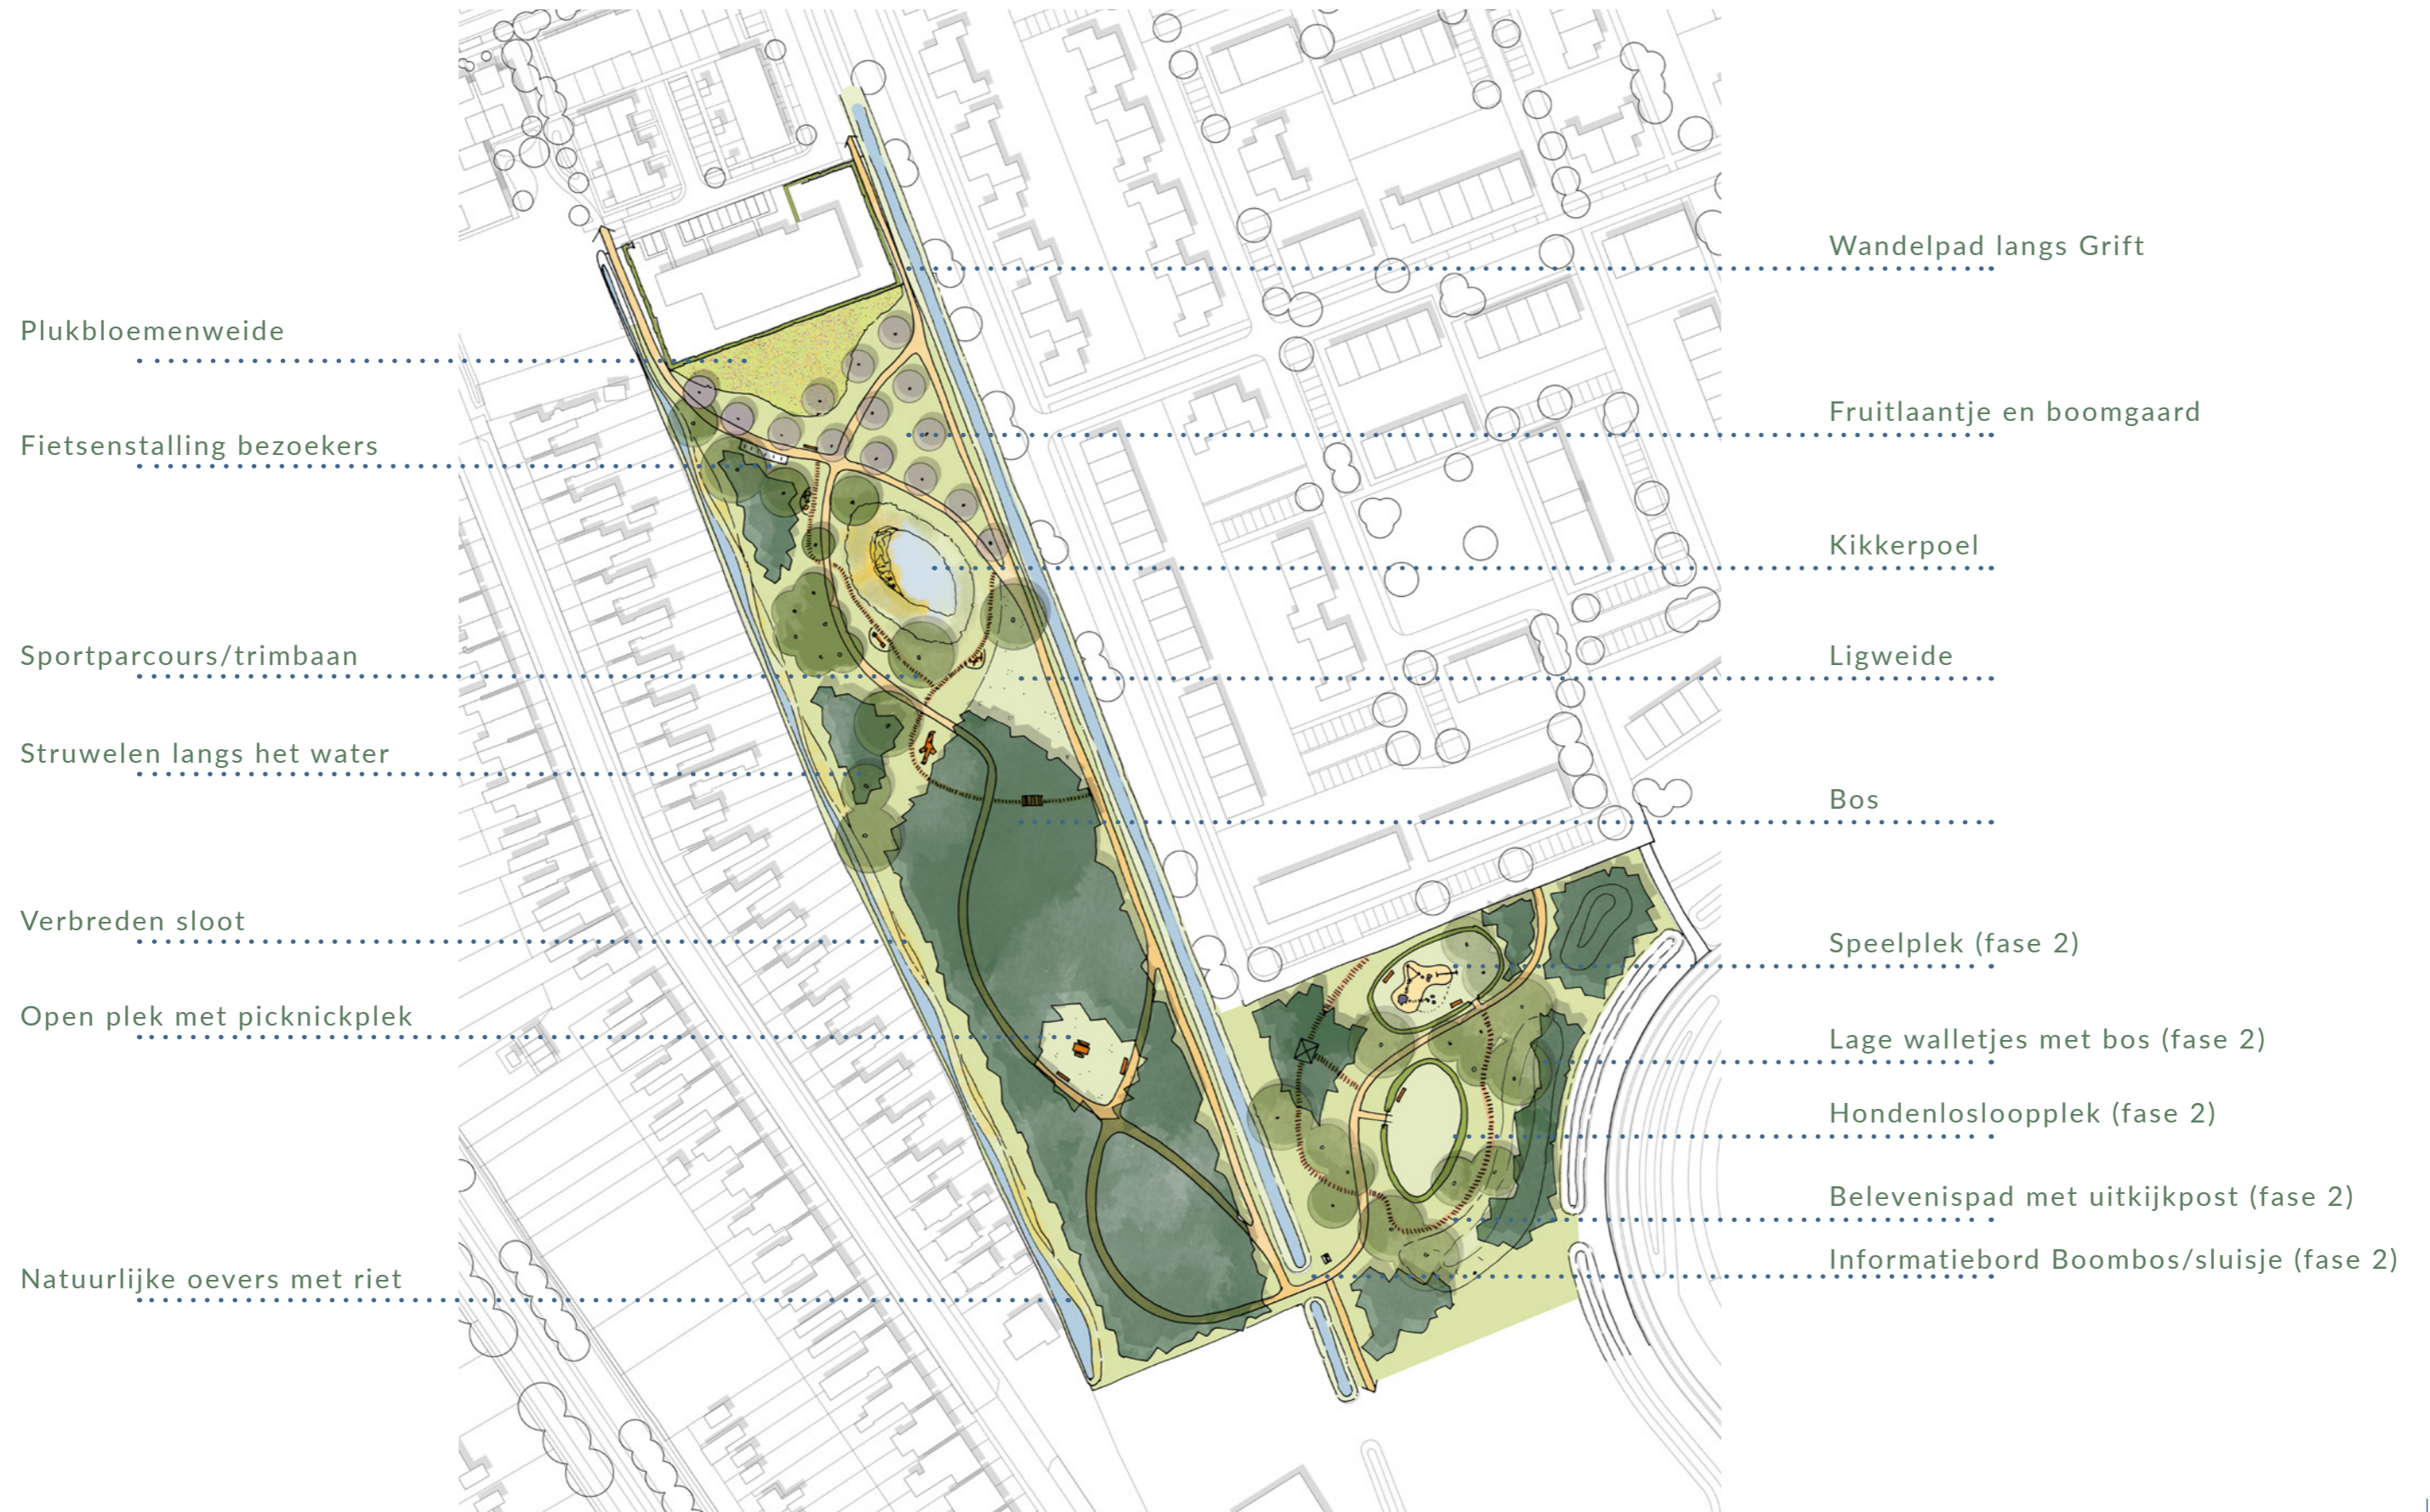 Plukbloemenweide
Fietsenstalling bezoekers
Sportparcours/trimbaan
Struwelen langs het water
Verbreden sloot
Open plek met picknickplek
Natuurlijke oevers met riet
Wandelpad langs Grift
Fruitlaantje en boomgaard
Kikkerpoel
Ligweide
Bos
Speelplek (fase 2)
Lage walletjes met bos (fase 2)
Hondenlosloopplek (fase 2)
Belevenispad met uitkijkpost (fase 2)
Informatiebord Boombos/sluisje (fase 2)